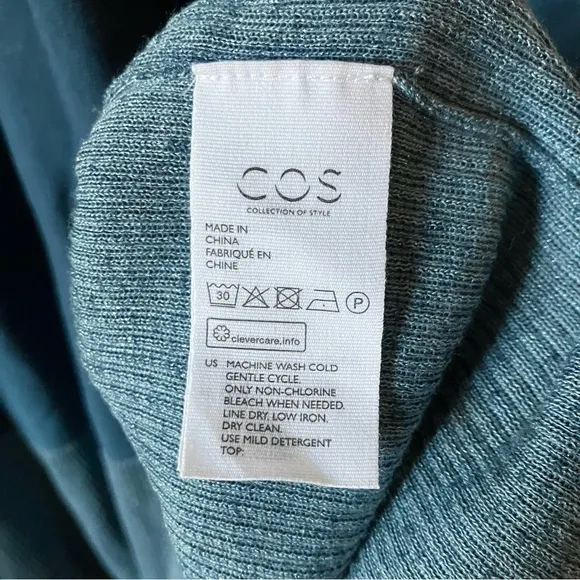 COS
COLLECTION OF STYLE
MADE IN
CHINA
FABRIQUÉ EN
CHINE
30 P
clevercare.info
US MACHINE WASH COLD
GENTLE CYCLE.
ONLY NON-CHLORINE
BLEACH WHEN NEEDED.
LINE DRY, LOW IRON.
DRY CLEAN.
USE MILD DETERGENT
TOP: